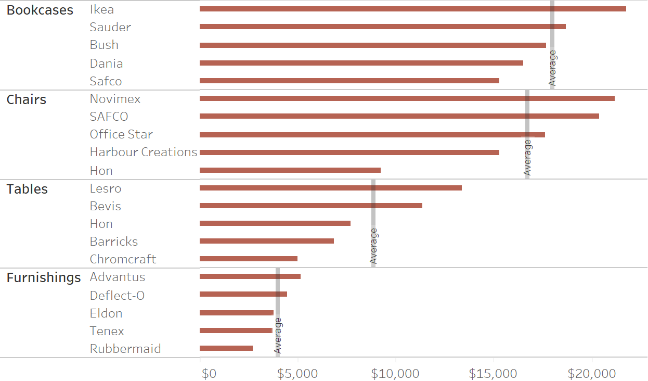 Bookcases Ikea
Sauder
Bush
Dania
Safco
Average
Chairs Novimex
SAFCO
Office Star
Harbour Creations
Hon
Average
Tables Lesro
Bevis
Hon
Barricks
Chromcraft
Average
Furnishings Advantus
Deflect-O
Eldon
Tenex
Rubbermaid
Average
$0 $5,000 $10,000 $15,000 $20,000